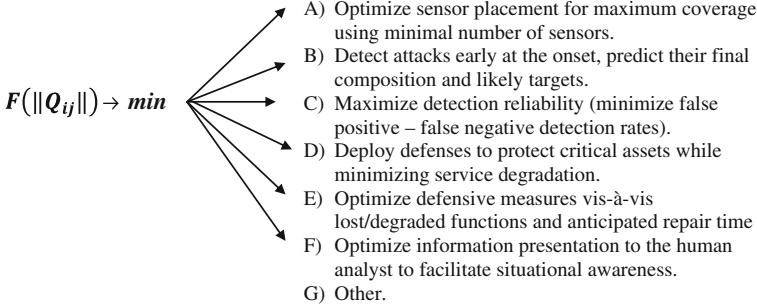 A) Optimize sensor placement for maximum coverage
using minimal number of sensors.
B) Detect attacks early at the onset, predict their final
composition and likely targets.
F(‖Q_{ij}‖) → min
C) Maximize detection reliability (minimize false
positive – false negative detection rates).
D) Deploy defenses to protect critical assets while
minimizing service degradation.
E) Optimize defensive measures vis-à-vis
lost/degraded functions and anticipated repair time
F) Optimize information presentation to the human
analyst to facilitate situational awareness.
G) Other.